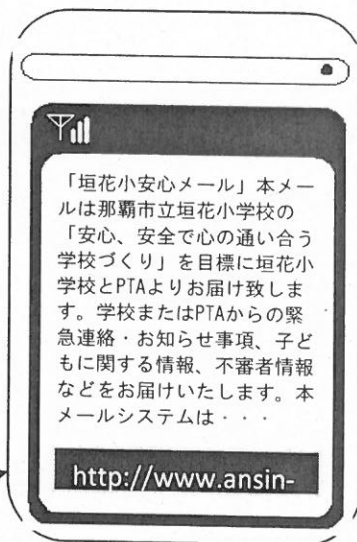 「垣花小安心メール」本メー
ルは那覇市立垣花小学校の
「安心、安全で心の通い合う
学校づくり」を目標に垣花小
学校とPTAよりお届け致しま
す。学校またはPTAからの緊
急連絡・お知らせ事項、子ど
もに関する情報、不審者情報
などをお届けいたします。本
メールシステムは・・・
http://www.ansin-